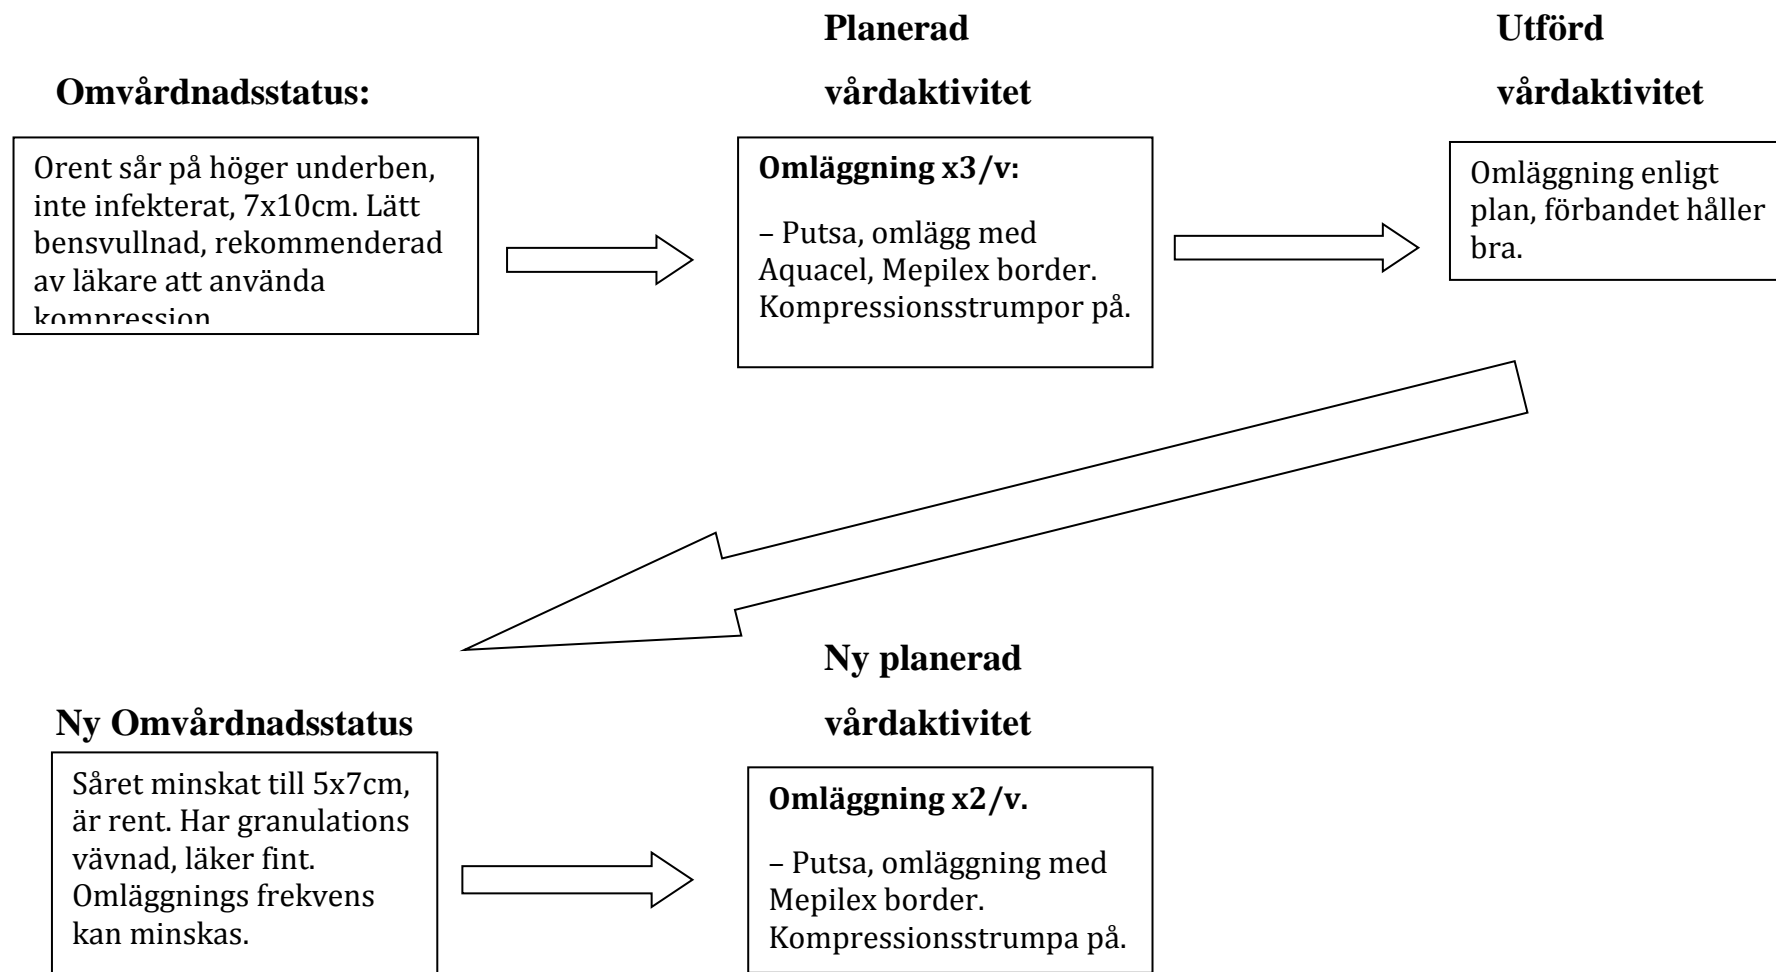 Omvårdnadsstatus:
Orent sår på höger underben,
inte infekterat, 7x10cm. Lätt
bensvullnad, rekommenderad
av läkare att använda
kompression
Planerad
vårdaktivitet
Omläggning x3/v:
– Putsa, omlägg med
Aquacel, Mepilex border.
Kompressionsstrumpor på.
Utförd
vårdaktivitet
Omläggning enligt
plan, förbandet håller
bra.
Ny Omvårdnadsstatus
Såret minskat till 5x7cm,
är rent. Har granulations
vävnad, läker fint.
Omläggnings frekvens
kan minskas.
Ny planerad
vårdaktivitet
Omläggning x2/v.
– Putsa, omläggning med
Mepilex border.
Kompressionsstrumpa på.